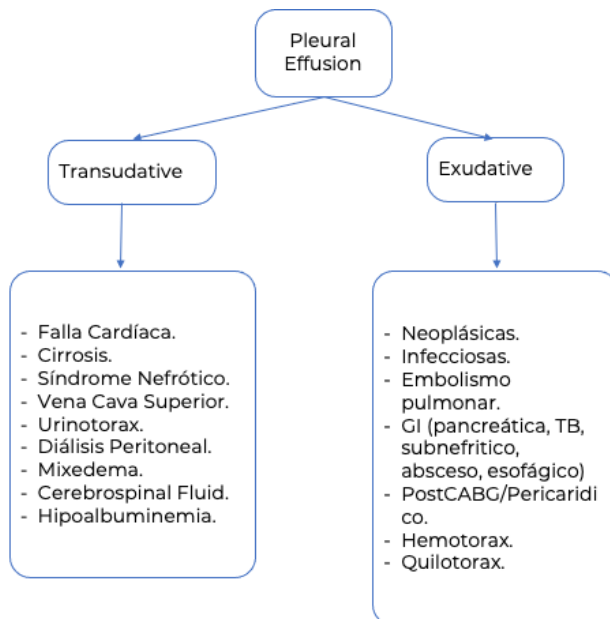 Pleural
Effusion
Transudative
Exudative
- Falla Cardíaca.
- Cirrosis.
- Síndrome Nefrótico.
- Vena Cava Superior.
- Urinotorax.
- Diálisis Peritoneal.
- Mixedema.
- Cerebrospinal Fluid.
- Hipoalbuminemia.
- Neoplásicas.
- Infecciosas.
- Embolismo
pulmonar.
- GI (pancreática, TB,
subnefritico,
absceso, esofágico)
- PostCABG/Pericaridi
co.
- Hemotorax.
- Quilotorax.